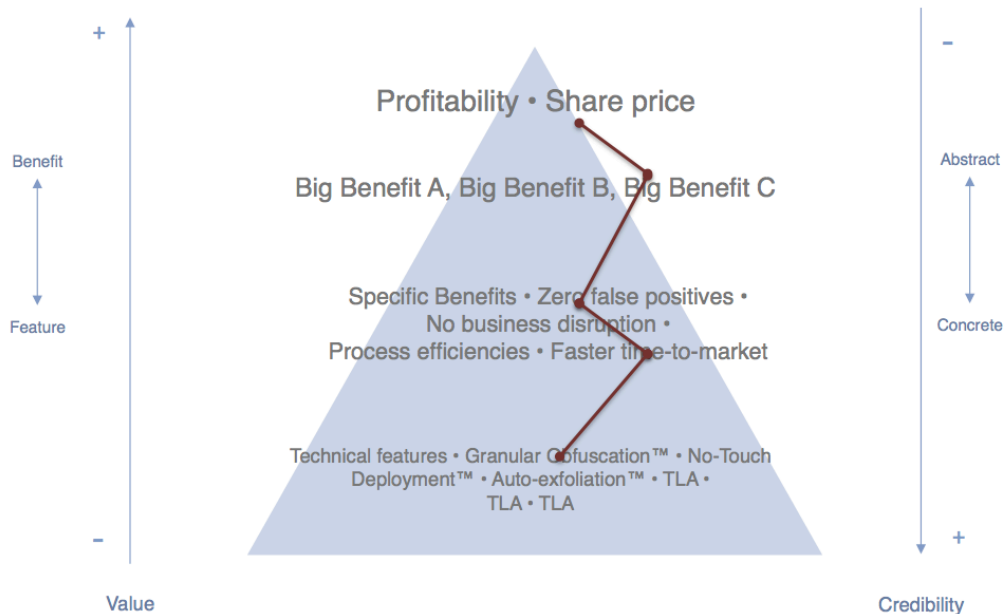 +
-
Profitability • Share price
Benefit
Abstract
Big Benefit A, Big Benefit B, Big Benefit C
Specific Benefits • Zero false positives •
Feature
No business disruption •
Concrete
Process efficiencies • Faster time-to-market
Technical features • Granular Obfuscation™ • No-Touch
Deployment™ • Auto-exfoliation™ • TLA •
TLA • TLA
-
+
Value
Credibility